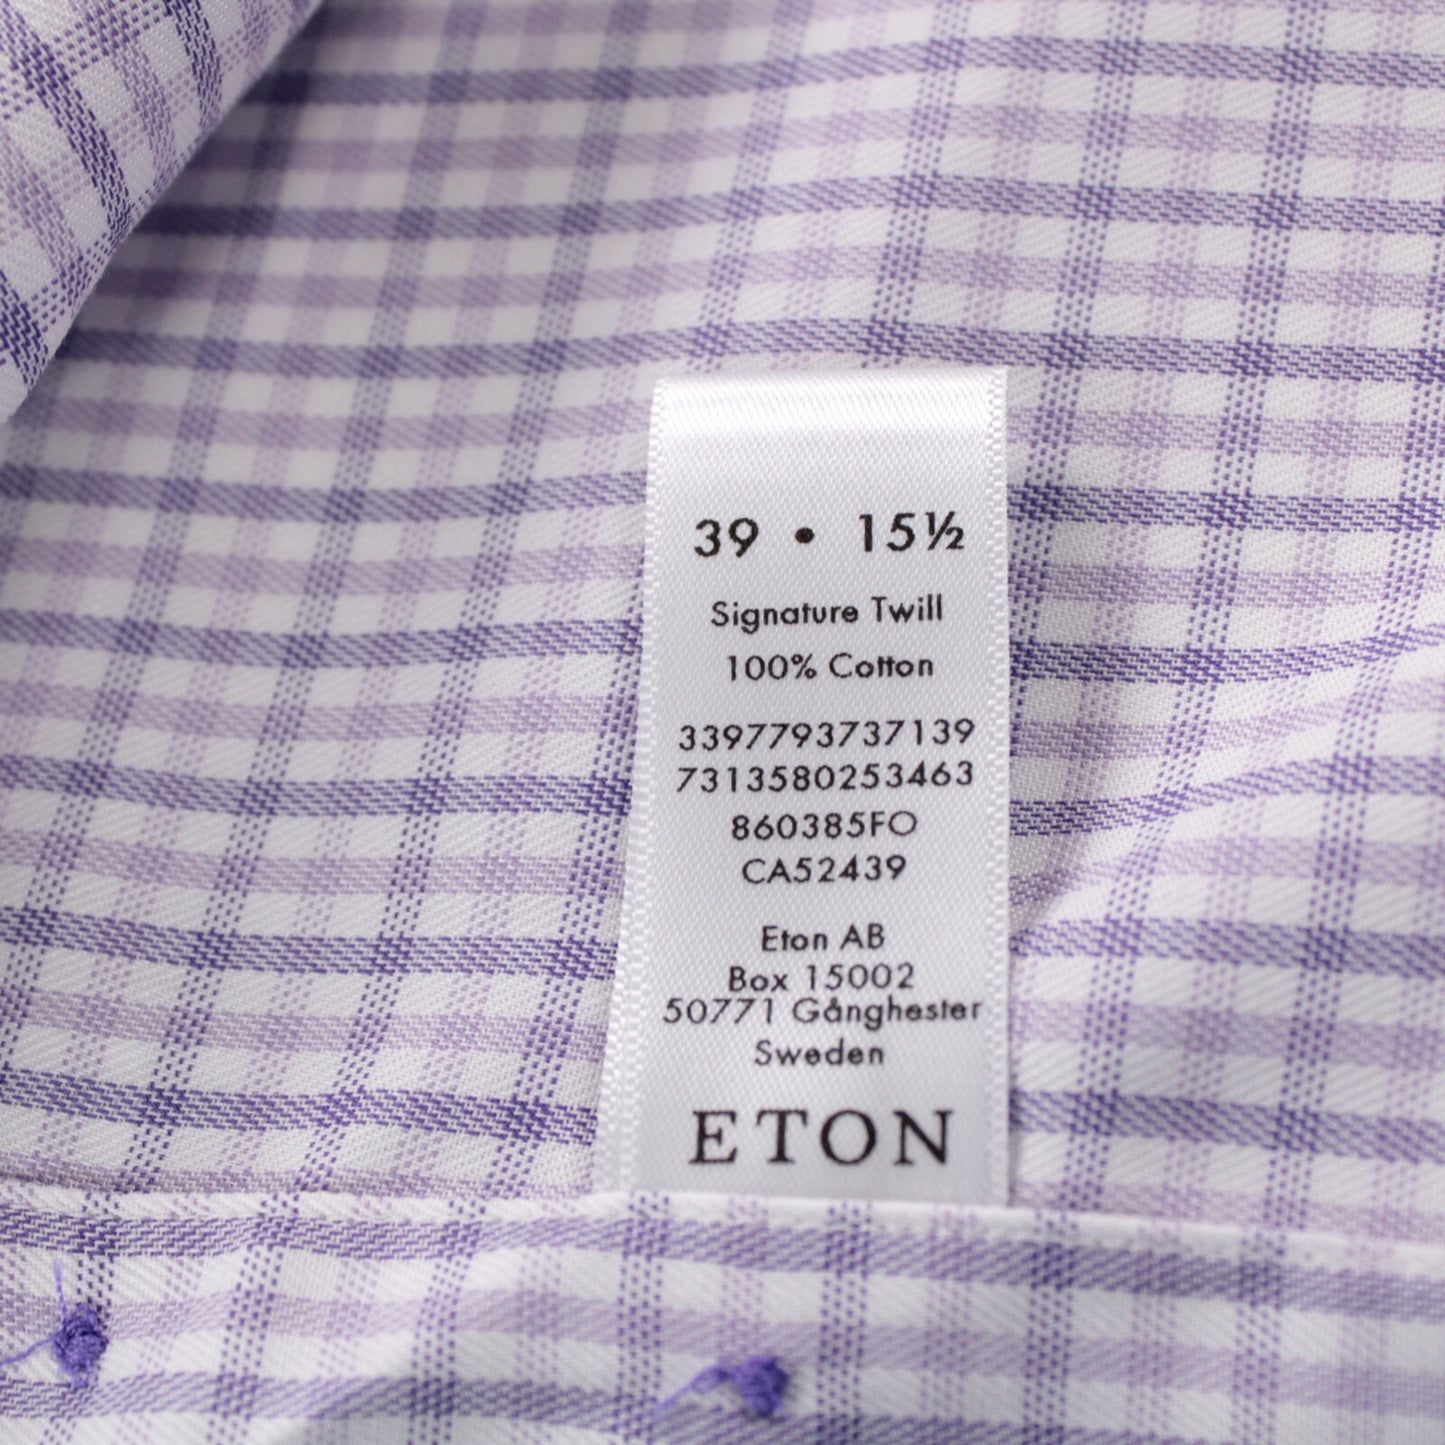 39 • 15½
Signature Twill
100% Cotton
3397793737139
7313580253463
860385FO
CA52439
Eton AB
Box 15002
50771 Gånghester
Sweden
ETON